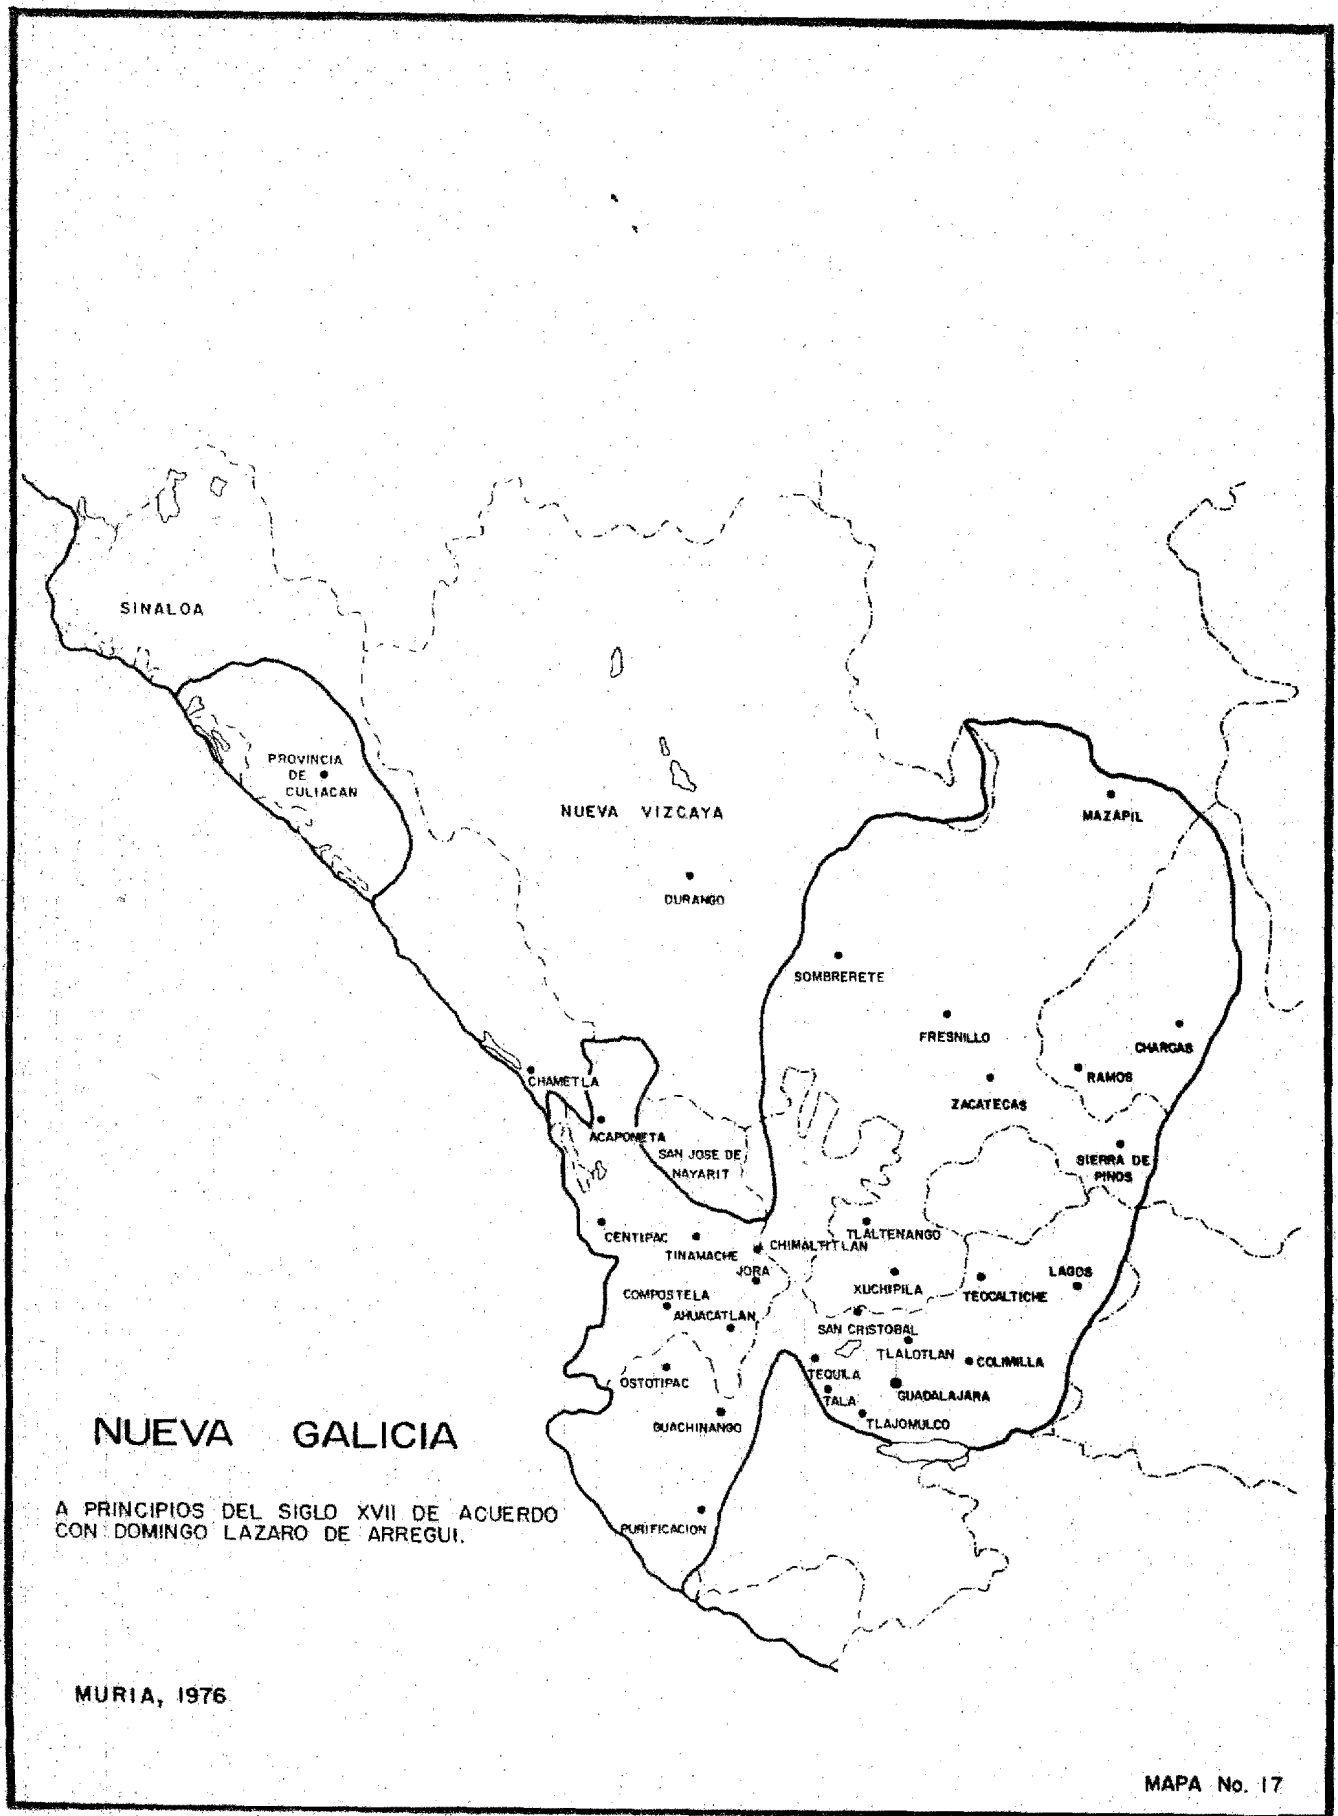 SINALOA
PROVINCIA
DE
CULIACAN
NUEVA VIZCAYA
MAZAPIL
DURANGO
SOMBRERETE
FRESNILLO
CHARGAS
RAMOS
CHAMETLA
ZACATECAS
ACAPONETA
SAN JOSE DE
NAYARIT
SIERRA DE
PINOS
CENTIPAC
TINAMACHE
TLALTENANGO
CHIMALTITLAN
JORA
LAGOS
XUCHIPILA
TEOCALTICHE
COMPOSTELA
AHUACATLAN
SAN CRISTOBAL
TLALOTLAN
COLIMILLA
TEQUILA
OSTOTIPAC
TALA
GUADALAJARA
GUACHINANGO
TLAJOMULCO
NUEVA GALICIA
A PRINCIPIOS DEL SIGLO XVII DE ACUERDO
CON DOMINGO LAZARO DE ARREGUI.
PURIFICACION
MURIA, 1976
MAPA No. 17